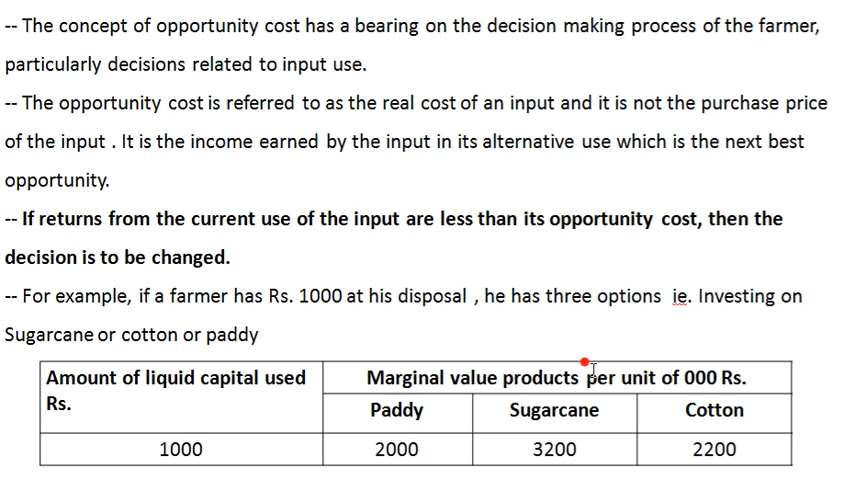 -- The concept of opportunity cost has a bearing on the decision making process of the farmer,
particularly decisions related to input use.
-- The opportunity cost is referred to as the real cost of an input and it is not the purchase price
of the input . It is the income earned by the input in its alternative use which is the next best
opportunity.
-- If returns from the current use of the input are less than its opportunity cost, then the
decision is to be changed.
-- For example, if a farmer has Rs. 1000 at his disposal , he has three options ie. Investing on
Sugarcane or cotton or paddy
Amount of liquid capital used Marginal value products per unit of 000 Rs.
Rs.
Paddy Sugarcane Cotton
1000 2000 3200 2200